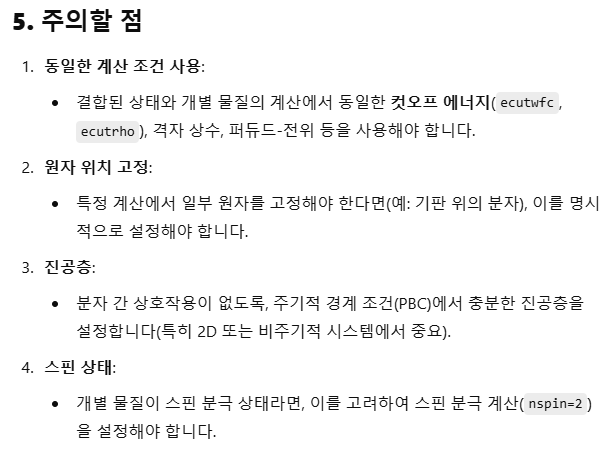 5. 주의할 점
1. 동일한 계산 조건 사용:
• 결합된 상태와 개별 물질의 계산에서 동일한 컷오프 에너지(ecutwfc,
ecutrho), 격자 상수, 퍼듀드-전위 등을 사용해야 합니다.
2. 원자 위치 고정:
• 특정 계산에서 일부 원자를 고정해야 한다면(예: 기판 위의 분자), 이를 명시
적으로 설정해야 합니다.
3. 진공층:
• 분자 간 상호작용이 없도록, 주기적 경계 조건(PBC)에서 충분한 진공층을
설정합니다(특히 2D 또는 비주기적 시스템에서 중요).
4. 스핀 상태:
• 개별 물질이 스핀 분극 상태라면, 이를 고려하여 스핀 분극 계산(nspin=2)
을 설정해야 합니다.